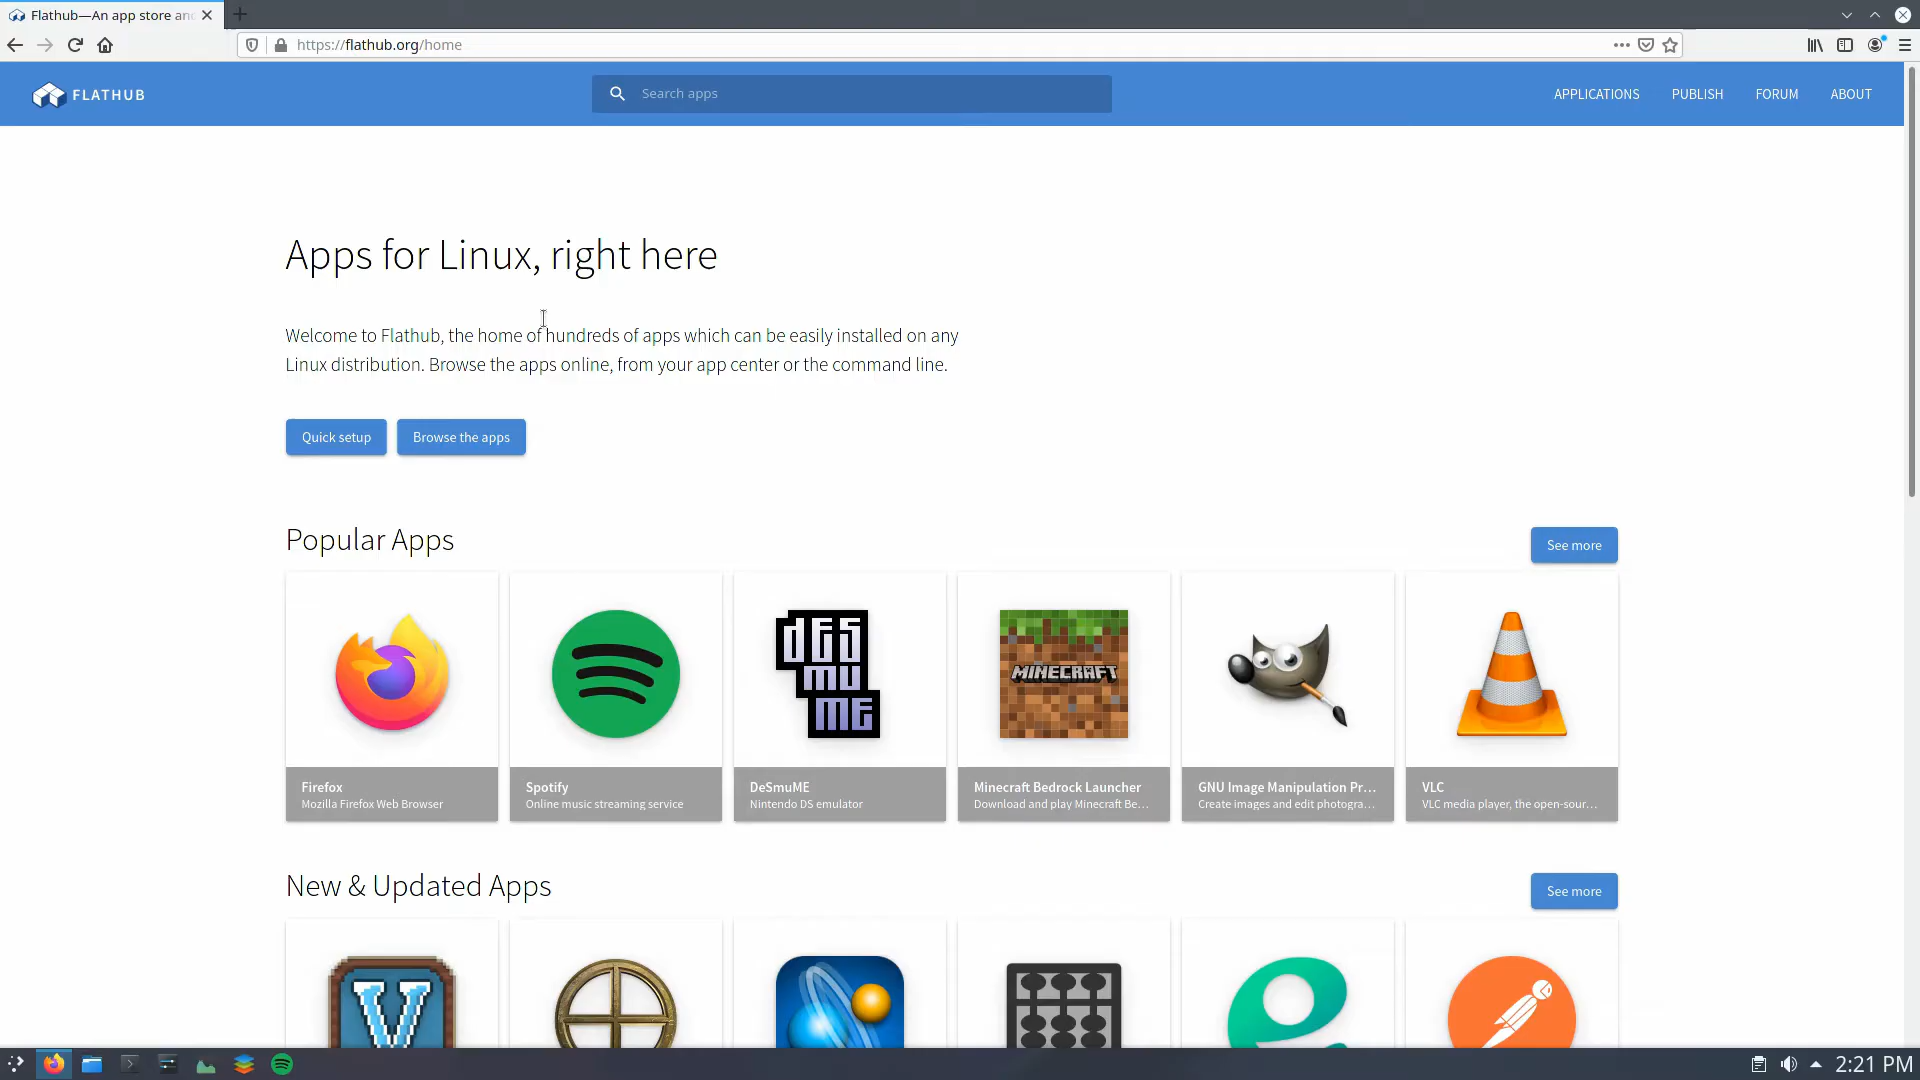 Flathub—An app store an
https://flathub.org/home
FLATHUB
Search apps
APPLICATIONS
PUBLISH
FORUM
ABOUT
Apps for Linux, right here
Welcome to Flathub, the home of hundreds of apps which can be easily installed on any
Linux distribution. Browse the apps online, from your app center or the command line.
Quick setup
Browse the apps
Popular Apps
See more
DeSmuME
MINECRAFT
Firefox
Mozilla Firefox Web Browser
Spotify
Online music streaming service
DeSmuME
Nintendo DS emulator
Minecraft Bedrock Launcher
Download and play Minecraft Be...
GNU Image Manipulation Pr...
Create images and edit photogra...
VLC
VLC media player, the open-sour...
New & Updated Apps
See more
V
2:21 PM